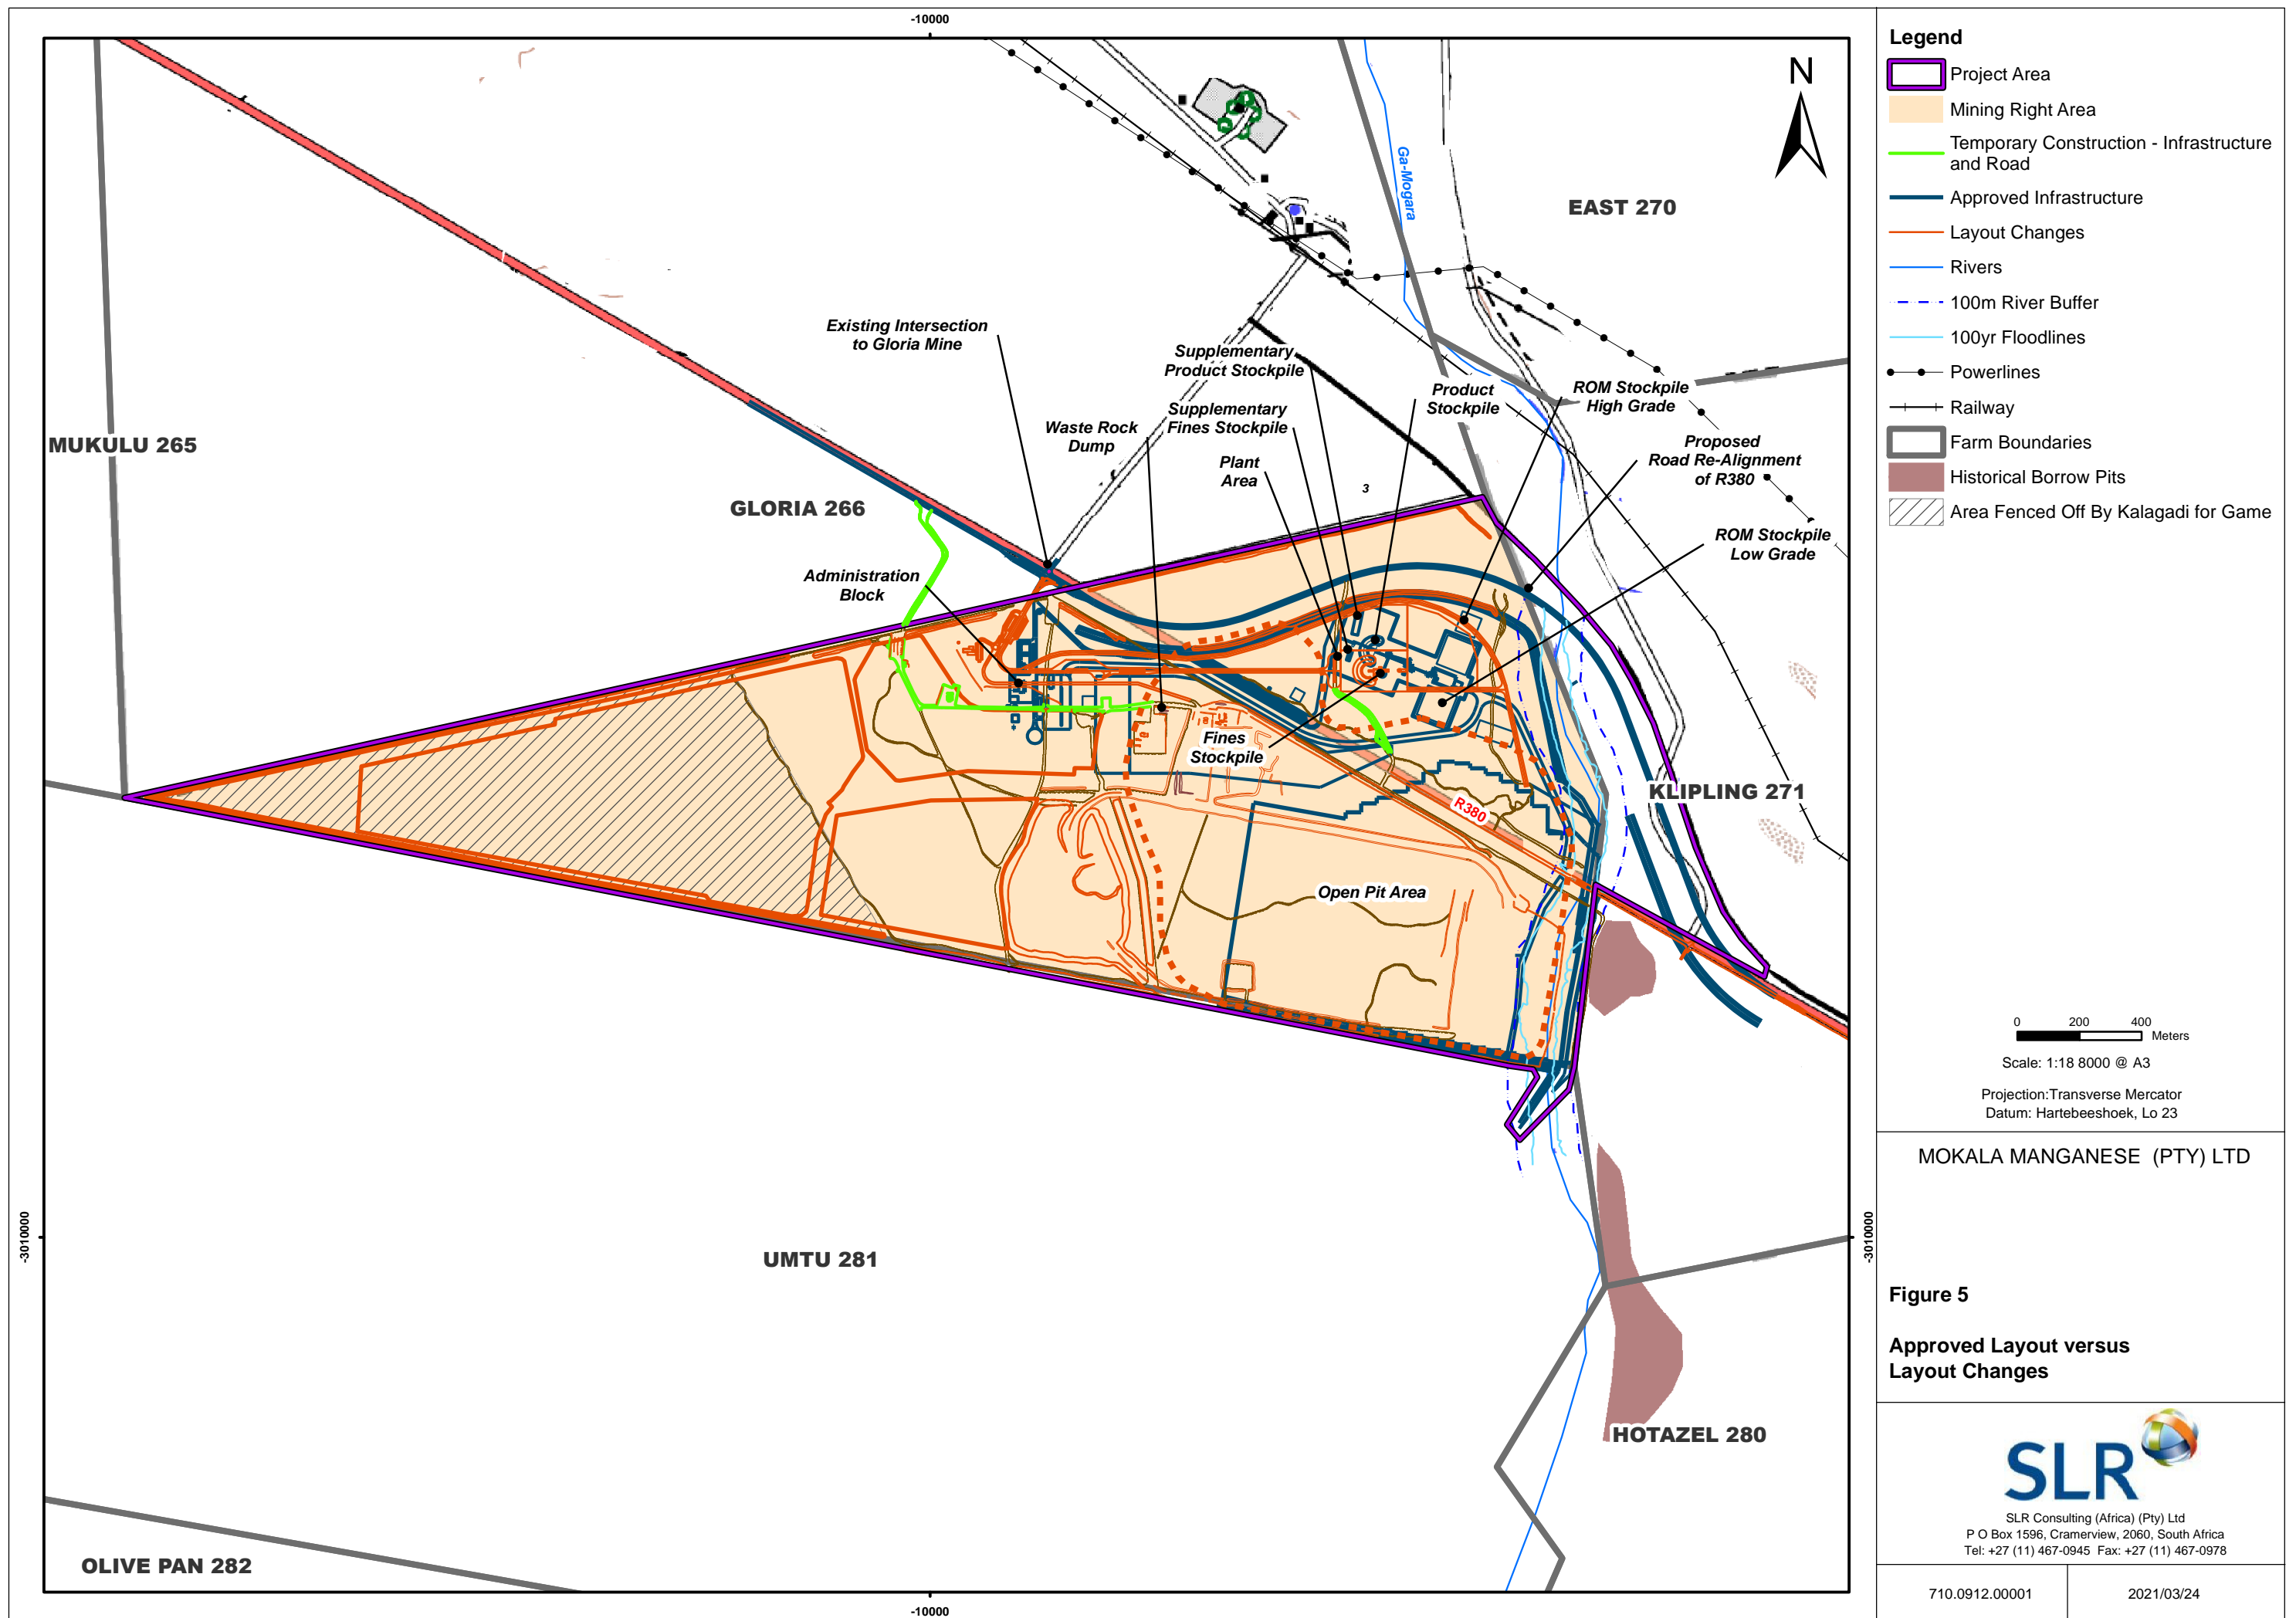 -10000
N
Ga-Mogara
EAST 270
Existing Intersection
to Gloria Mine
Supplementary
Product Stockpile
Product
Stockpile
ROM Stockpile
High Grade
Supplementary
Fines Stockpile
Waste Rock
Dump
Plant
Area
Proposed
Road Re-Alignment
of R380
MUKULU 265
3
GLORIA 266
ROM Stockpile
Low Grade
Administration
Block
Fines
Stockpile
KLIPLING 271
R380
Open Pit Area
-3010000
-3010000
UMTU 281
HOTAZEL 280
OLIVE PAN 282
-10000
Legend
Project Area
Mining Right Area
Temporary Construction - Infrastructure
and Road
Approved Infrastructure
Layout Changes
Rivers
100m River Buffer
100yr Floodlines
Powerlines
Railway
Farm Boundaries
Historical Borrow Pits
Area Fenced Off By Kalagadi for Game
0 200 400
Meters
Scale: 1:18 8000 @ A3
Projection:Transverse Mercator
Datum: Hartebeeshoek, Lo 23
MOKALA MANGANESE (PTY) LTD
Figure 5
Approved Layout versus
Layout Changes
SLR
SLR Consulting (Africa) (Pty) Ltd
P O Box 1596, Cramerview, 2060, South Africa
Tel: +27 (11) 467-0945 Fax: +27 (11) 467-0978
710.0912.00001
2021/03/24